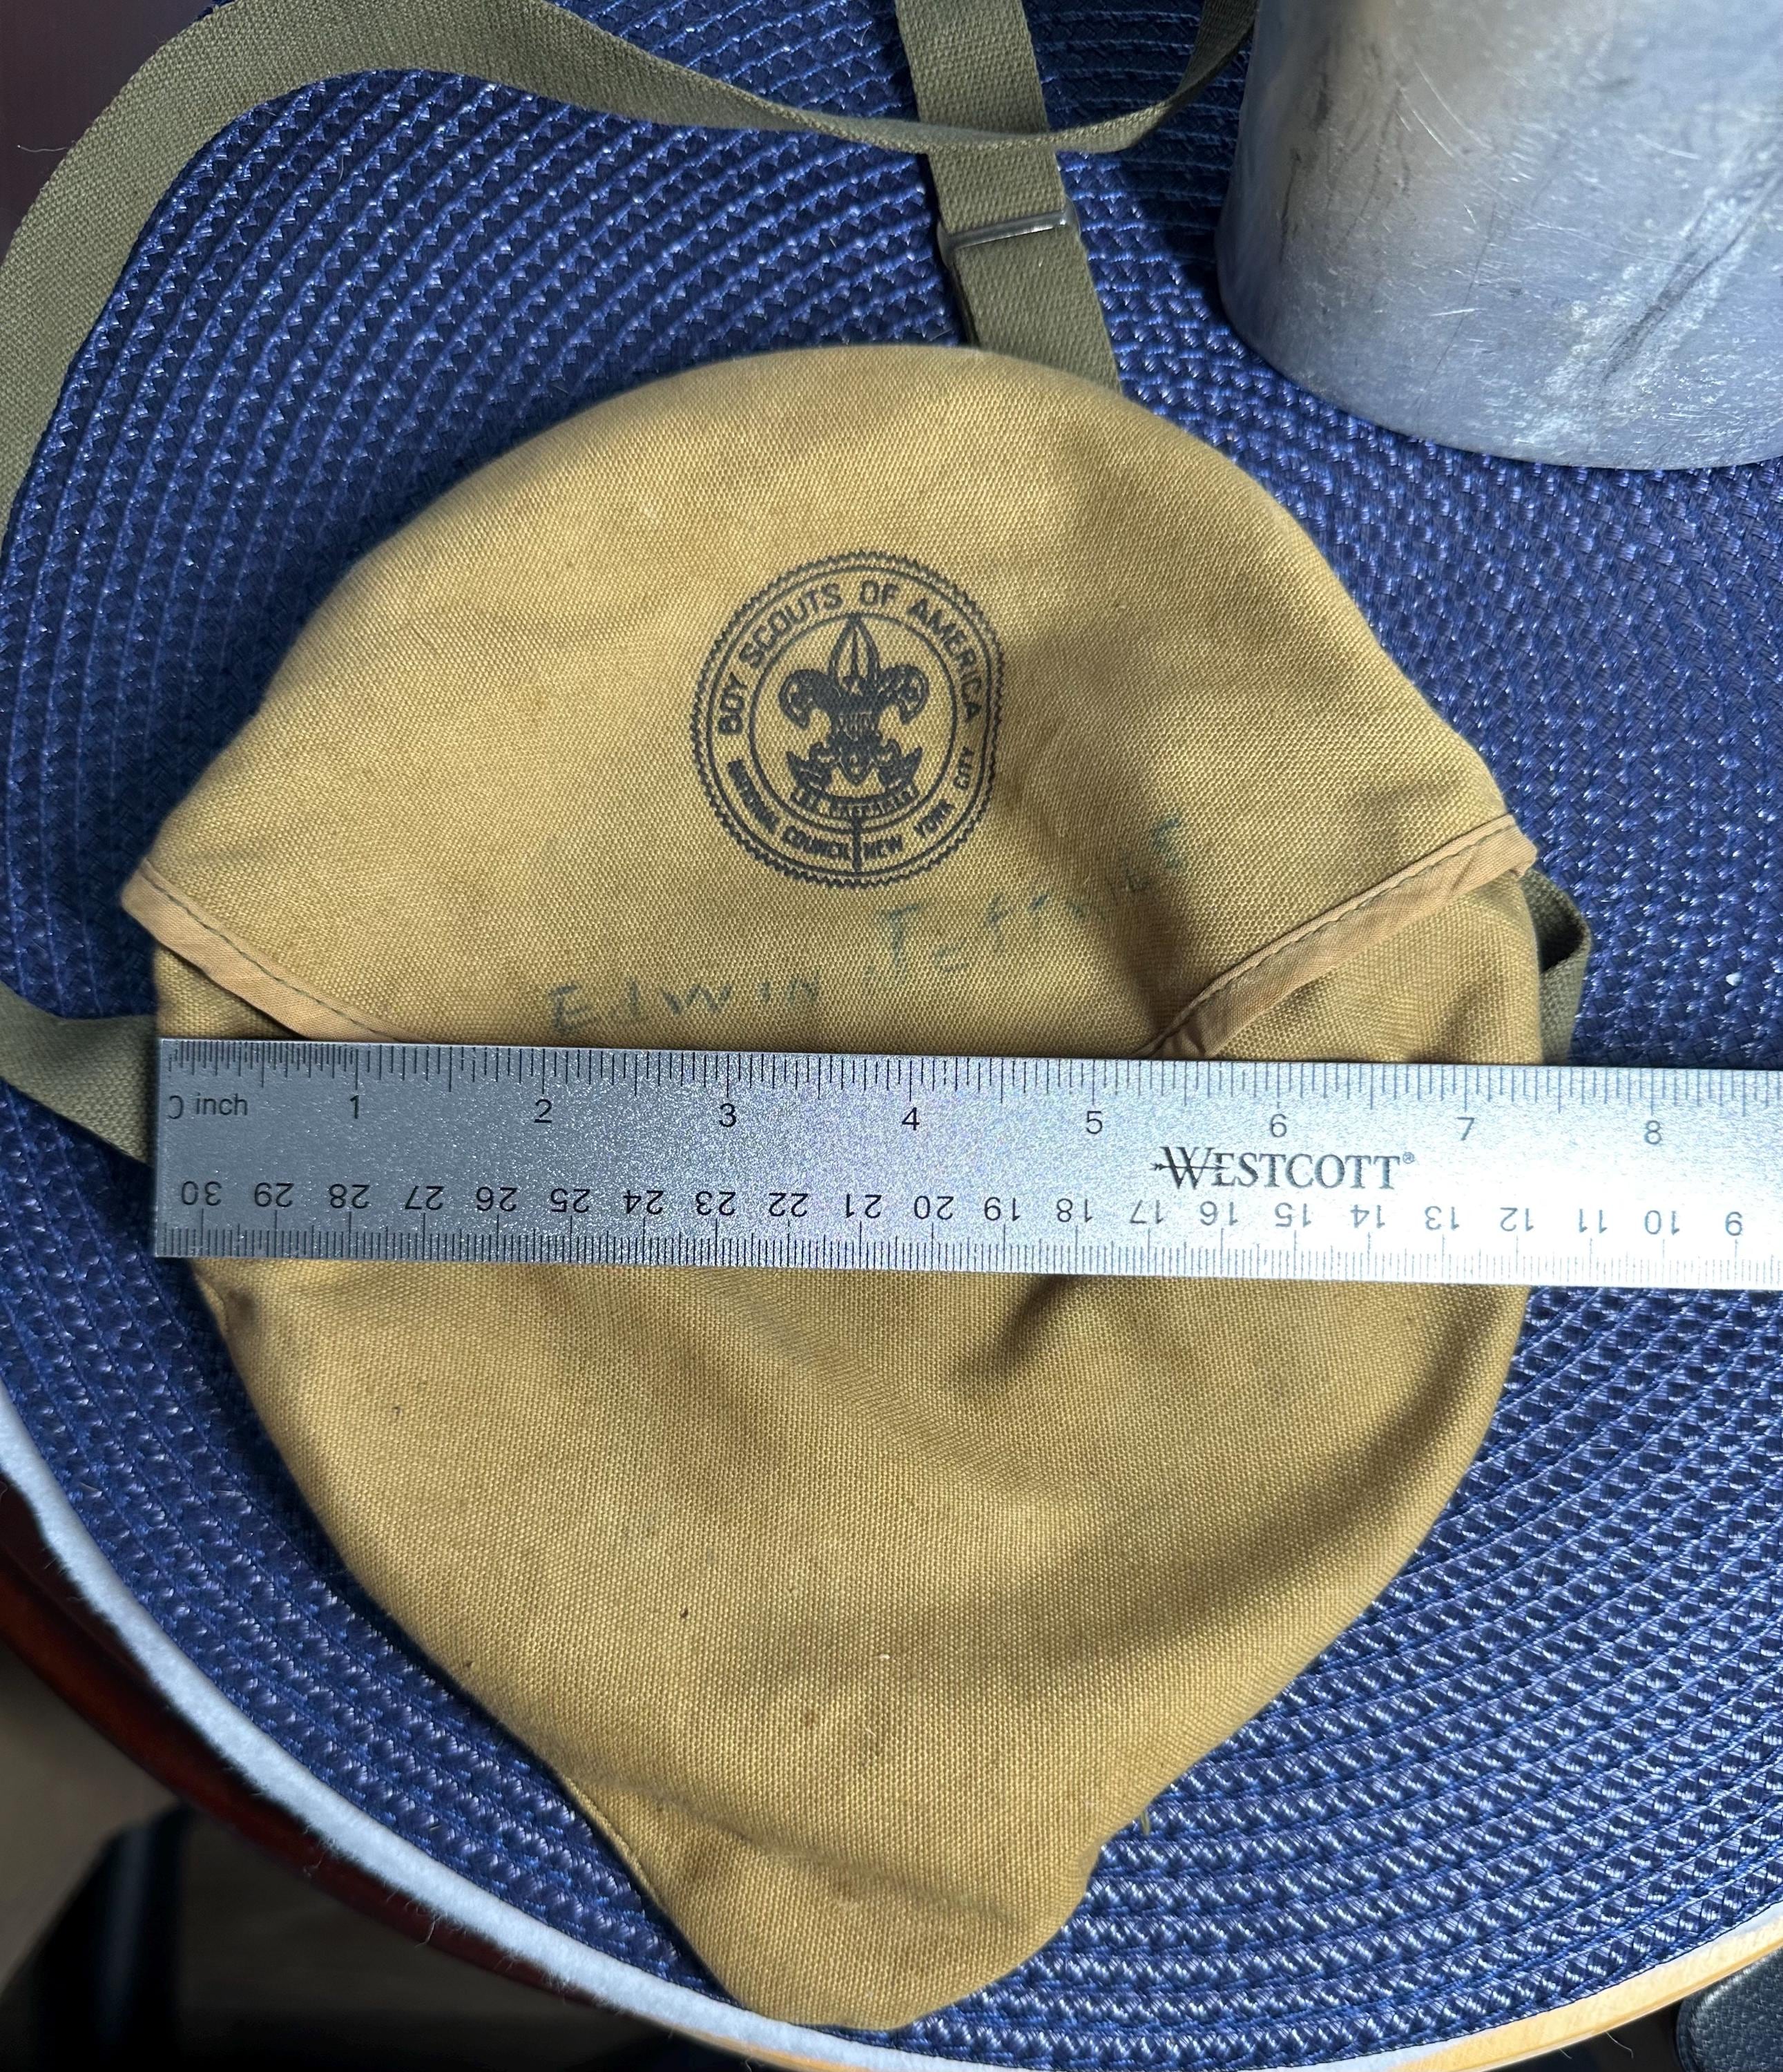 BOY SCOUTS OF AMERICA
BE PREPARED
NATIONAL COUNCIL NEW YORK CITY
Edwin
inch 1 2 3 4 5 6 7 8
WESTCOTT®
30 29 28 27 26 25 24 23 22 21 20 19 18 17 16 15 14 13 12 11 10 9